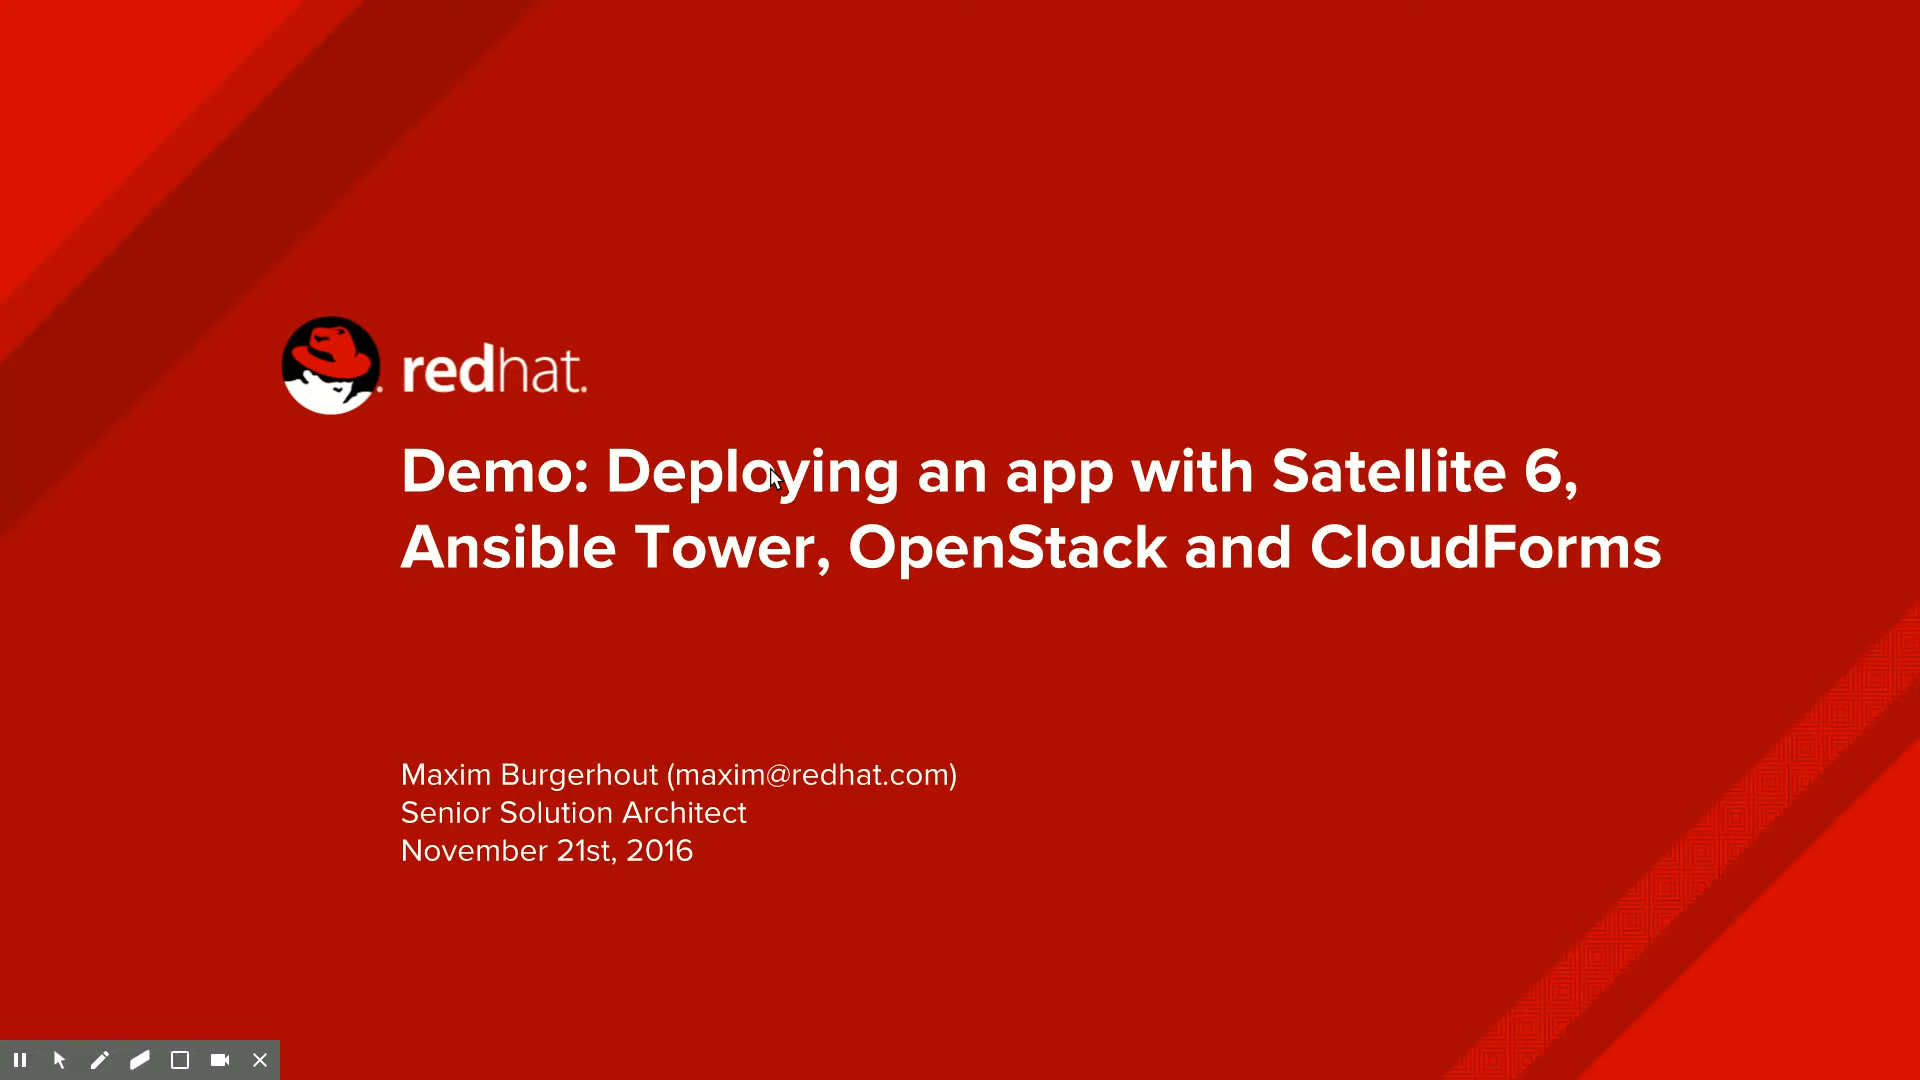 redhat.
Demo: Deploying an app with Satellite 6,
Ansible Tower, OpenStack and CloudForms
Maxim Burgerhout (maxim@redhat.com)
Senior Solution Architect
November 21st, 2016